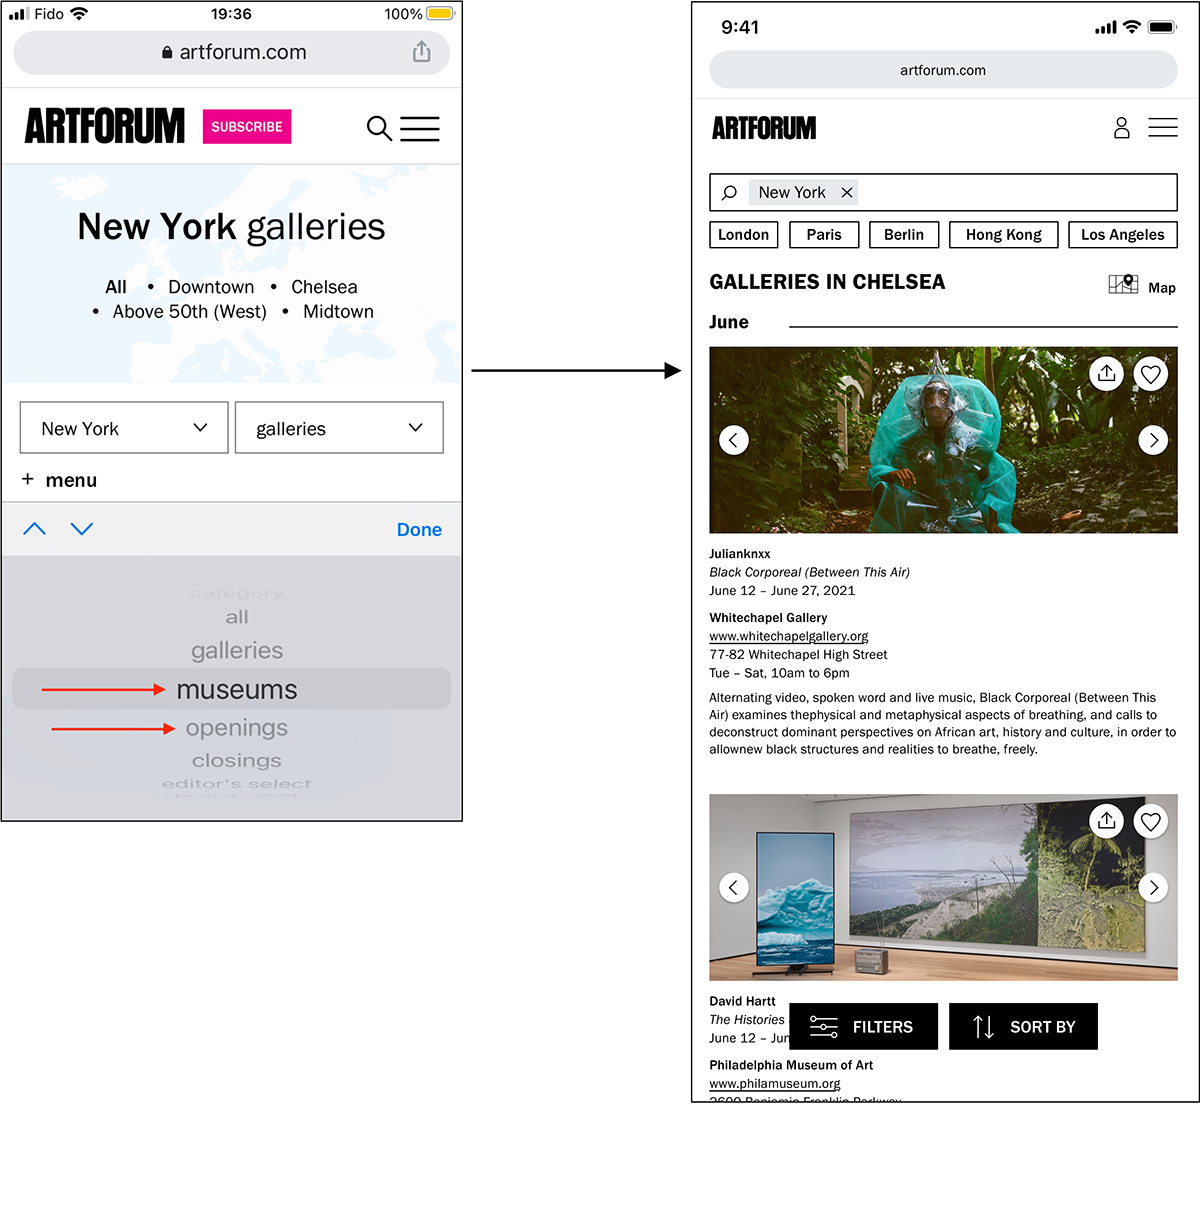 Fido
19:36
100%
artforum.com
ARTFORUM
SUBSCRIBE
New York galleries
All • Downtown • Chelsea
• Above 50th (West) • Midtown
New York
galleries
+ menu
Done
category
all
galleries
museums
openings
closings
editor's select
special events
9:41
artforum.com
ARTFORUM
New York
London
Paris
Berlin
Hong Kong
Los Angeles
GALLERIES IN CHELSEA
Map
June
Julianknxx
Black Corporeal (Between This Air)
June 12 – June 27, 2021
Whitechapel Gallery
www.whitechapelgallery.org
77-82 Whitechapel High Street
Tue – Sat, 10am to 6pm
Alternating video, spoken word and live music, Black Corporeal (Between This
Air) examines thephysical and metaphysical aspects of breathing, and calls to
deconstruct dominant perspectives on African art, history and culture, in order to
allownew black structures and realities to breathe, freely.
David Hartt
The Histories
June 12 – Jun
FILTERS
SORT BY
Philadelphia Museum of Art
www.philamuseum.org
2600 Benjamin Franklin Parkway